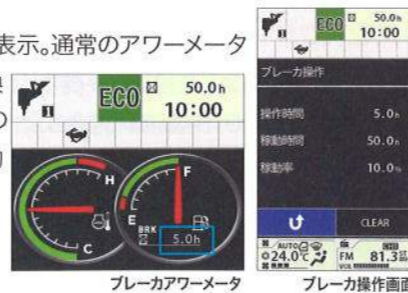 表示。通常のアワーメータ
ECO
50.0h
10:00
1
H
C
F
E
BRK
5.0h
ブレーカアワーメータ
ECO
50.0h
10:00
1
ブレーカ操作
操作時間
5.0h
稼動時間
50.0h
稼動率
10.0%
CLEAR
AUTO
24.0℃
FM
81.3
VOL
ブレーカ操作画面